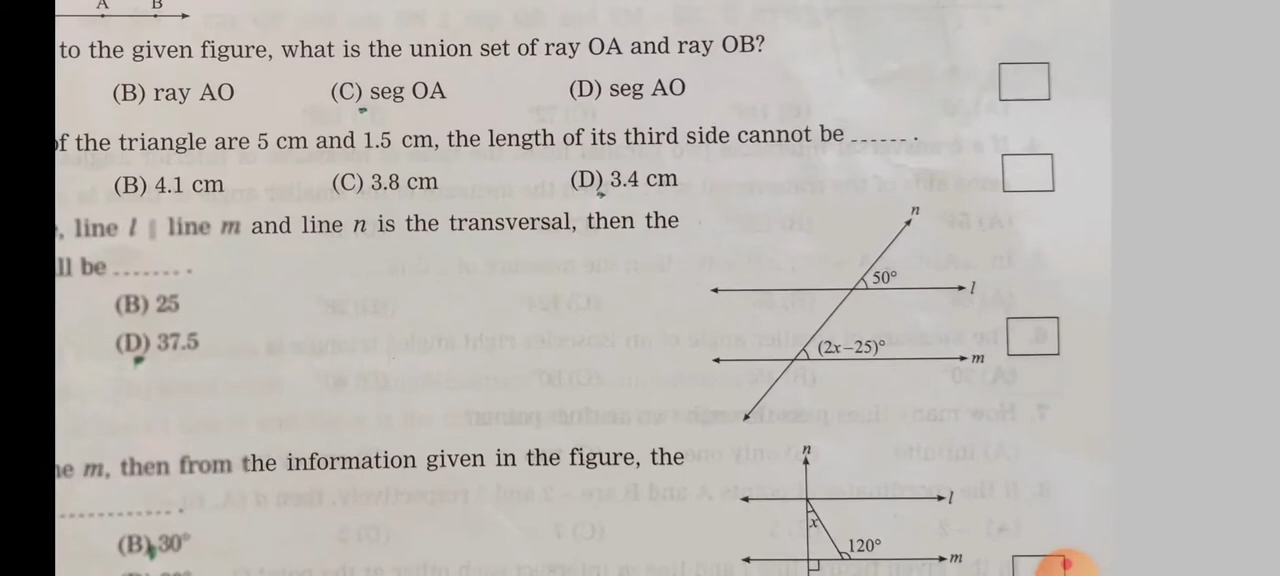 A B
to the given figure, what is the union set of ray OA and ray OB?
(B) ray AO (C) seg OA (D) seg AO
of the triangle are 5 cm and 1.5 cm, the length of its third side cannot be ....... .
(B) 4.1 cm (C) 3.8 cm (D) 3.4 cm
, line l || line m and line n is the transversal, then the
ll be ........
(B) 25
(D) 37.5
n
50°
l
(2x–25)°
m
e m, then from the information given in the figure, the
................ .
(B) 30°
n
l
x
120°
m